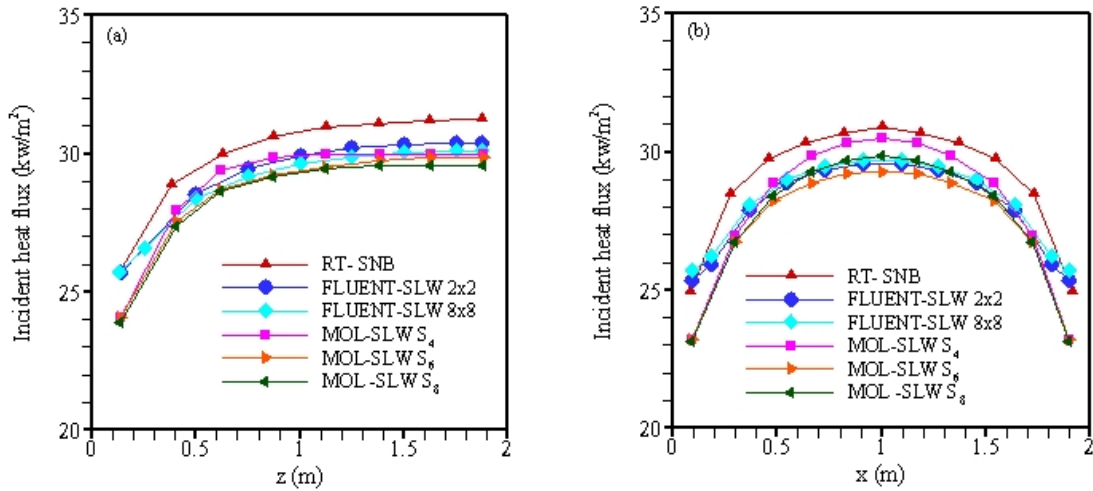 (a)
Incident heat flux (kw/m²)
35
30
25
20
RT- SNB
FLUENT-SLW 2x2
FLUENT-SLW 8x8
MOL-SLW S₄
MOL-SLW S₆
MOL -SLW S₈
0 0.5 1 1.5 2
z (m)
(b)
Incident heat flux (kw/m²)
35
30
25
20
RT- SNB
FLUENT-SLW 2x2
FLUENT-SLW 8x8
MOL-SLW S₄
MOL-SLW S₆
MOL -SLW S₈
0 0.5 1 1.5 2
x (m)